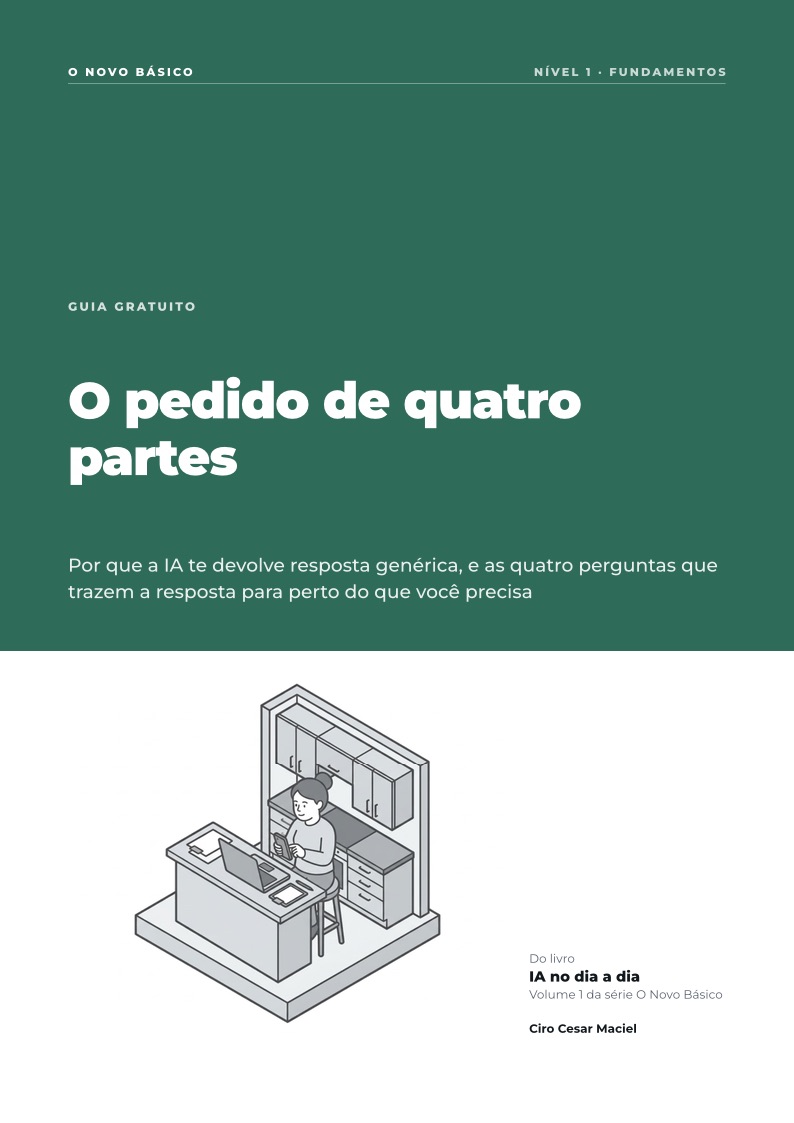 O NOVO BÁSICO
NÍVEL 1 · FUNDAMENTOS
GUIA GRATUITO
O pedido de quatro
partes
Por que a IA te devolve resposta genérica, e as quatro perguntas que
trazem a resposta para perto do que você precisa
Do livro
IA no dia a dia
Volume 1 da série O Novo Básico
Ciro Cesar Maciel